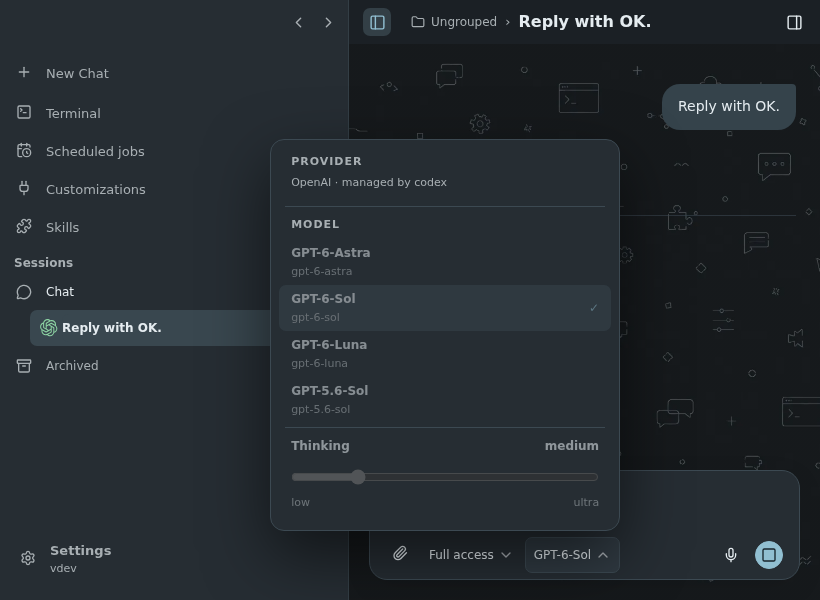 Ungrouped › Reply with OK.
New Chat
Terminal
Scheduled jobs
Customizations
Skills
Sessions
Chat
Reply with OK.
Archived
Settings
vdev
Reply with OK.
PROVIDER
OpenAI · managed by codex
MODEL
GPT-6-Astra
gpt-6-astra
GPT-6-Sol
gpt-6-sol
GPT-6-Luna
gpt-6-luna
GPT-5.6-Sol
gpt-5.6-sol
Thinking medium
low ultra
Full access GPT-6-Sol